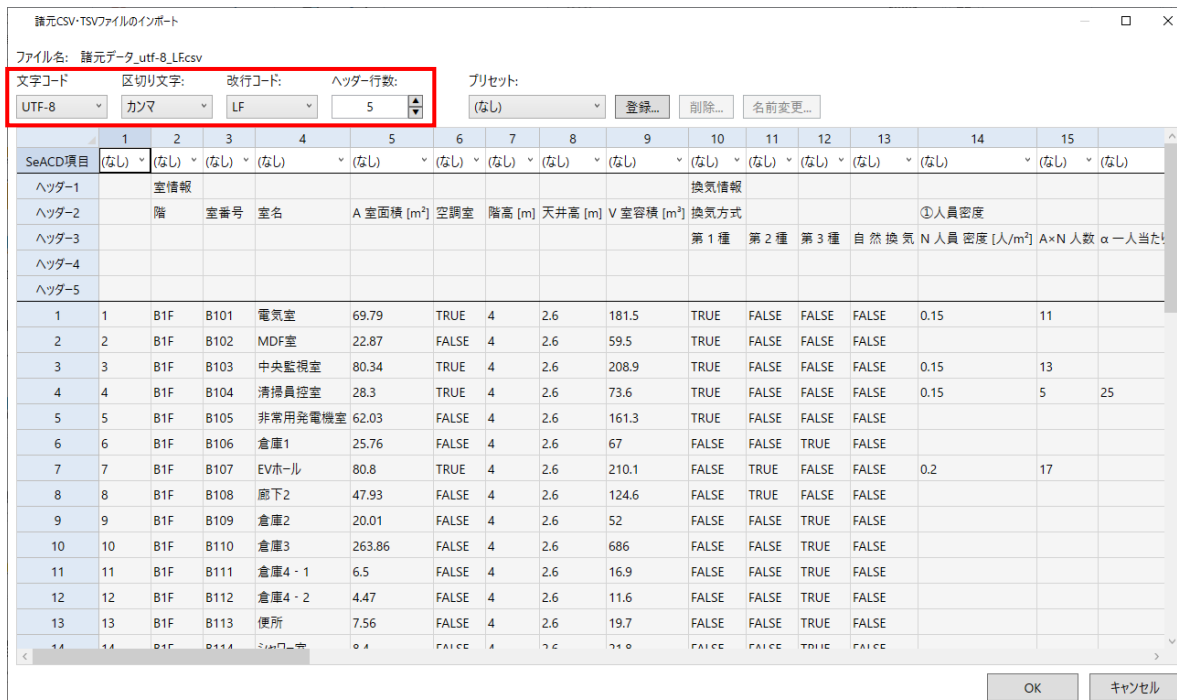 諸元CSV・TSVファイルのインポート
ファイル名: 諸元データ_utf-8_LF.csv
文字コード 区切り文字: 改行コード: ヘッダー行数: プリセット:
UTF-8 カンマ LF 5 (なし) 登録... 削除... 名前変更...
1 2 3 4 5 6 7 8 9 10 11 12 13 14 15
SeACD項目 (なし) (なし) (なし) (なし) (なし) (なし) (なし) (なし) (なし) (なし) (なし) (なし) (なし) (なし) (なし) (なし)
ヘッダー1 室情報 換気情報
ヘッダー2 階 室番号 室名 A 室面積 [m²] 空調室 階高 [m] 天井高 [m] V 室容積 [m³] 換気方式 ①人員密度
ヘッダー3 第 1 種 第 2 種 第 3 種 自 然 換 気 N 人員 密度 [人/m²] A×N 人数 α 一人当たり
ヘッダー4
ヘッダー5
1 1 B1F B101 電気室 69.79 TRUE 4 2.6 181.5 TRUE FALSE FALSE FALSE 0.15 11
2 2 B1F B102 MDF室 22.87 FALSE 4 2.6 59.5 TRUE FALSE FALSE FALSE
3 3 B1F B103 中央監視室 80.34 TRUE 4 2.6 208.9 TRUE FALSE FALSE FALSE 0.15 13
4 4 B1F B104 清掃員控室 28.3 TRUE 4 2.6 73.6 TRUE FALSE FALSE FALSE 0.15 5 25
5 5 B1F B105 非常用発電機室 62.03 FALSE 4 2.6 161.3 TRUE FALSE FALSE FALSE
6 6 B1F B106 倉庫1 25.76 FALSE 4 2.6 67 FALSE FALSE TRUE FALSE
7 7 B1F B107 EVホール 80.8 TRUE 4 2.6 210.1 FALSE TRUE FALSE FALSE 0.2 17
8 8 B1F B108 廊下2 47.93 FALSE 4 2.6 124.6 FALSE TRUE FALSE FALSE
9 9 B1F B109 倉庫2 20.01 FALSE 4 2.6 52 FALSE FALSE TRUE FALSE
10 10 B1F B110 倉庫3 263.86 FALSE 4 2.6 686 FALSE FALSE TRUE FALSE
11 11 B1F B111 倉庫4 - 1 6.5 FALSE 4 2.6 16.9 FALSE FALSE TRUE FALSE
12 12 B1F B112 倉庫4 - 2 4.47 FALSE 4 2.6 11.6 FALSE FALSE TRUE FALSE
13 13 B1F B113 便所 7.56 FALSE 4 2.6 19.7 FALSE FALSE TRUE FALSE
14 14 B1F B114 シャワー室 8.4 FALSE 4 2.6 21.8 FALSE FALSE TRUE FALSE
OK キャンセル